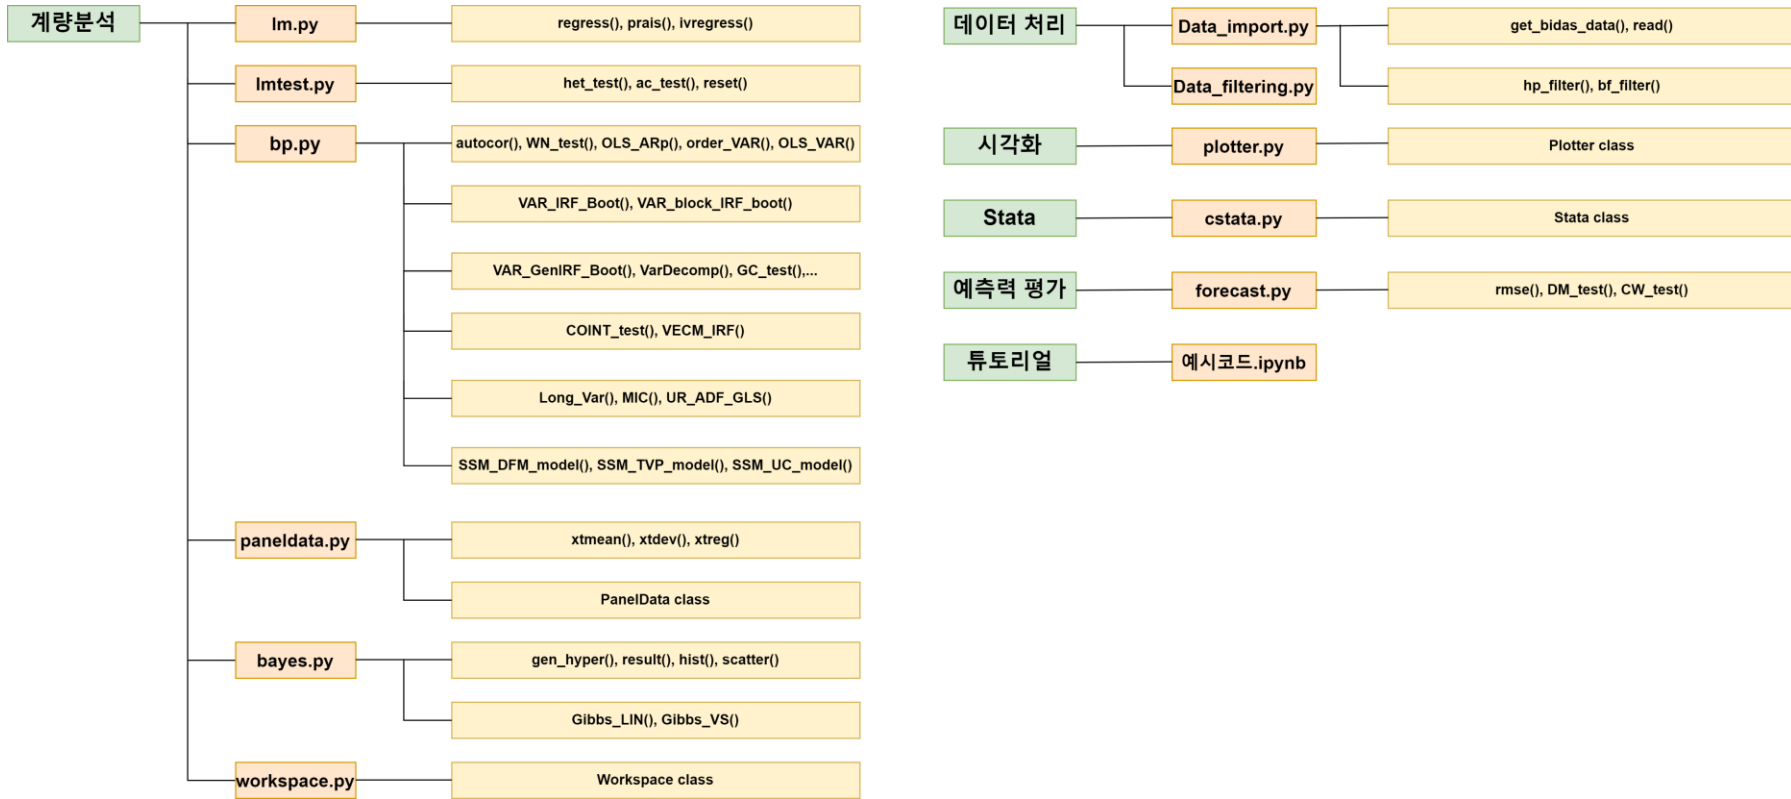 계량분석
lm.py
regress(), prais(), ivregress()
lmtest.py
het_test(), ac_test(), reset()
bp.py
autocor(), WN_test(), OLS_ARp(), order_VAR(), OLS_VAR()
VAR_IRF_Boot(), VAR_block_IRF_boot()
VAR_GenIRF_Boot(), VarDecomp(), GC_test(),...
COINT_test(), VECM_IRF()
Long_Var(), MIC(), UR_ADF_GLS()
SSM_DFM_model(), SSM_TVP_model(), SSM_UC_model()
paneldata.py
xtmean(), xtdev(), xtreg()
PanelData class
bayes.py
gen_hyper(), result(), hist(), scatter()
Gibbs_LIN(), Gibbs_VS()
workspace.py
Workspace class
데이터 처리
Data_import.py
get_bidas_data(), read()
Data_filtering.py
hp_filter(), bf_filter()
시각화
plotter.py
Plotter class
Stata
cstata.py
Stata class
예측력 평가
forecast.py
rmse(), DM_test(), CW_test()
튜토리얼
예시코드.ipynb